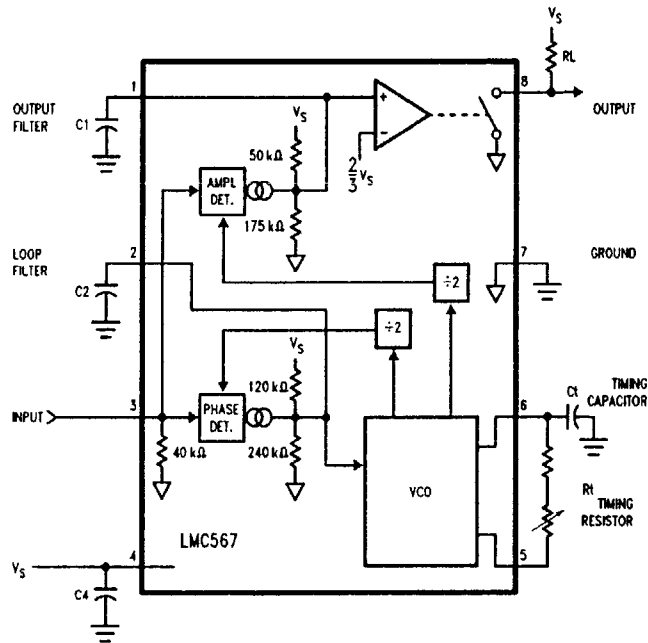 V_S
RL
1
8
OUTPUT
FILTER
C1
V_S
+
−
OUTPUT
50 kΩ
2/3 V_S
AMPL
DET.
175 kΩ
LOOP
FILTER
2
7
GROUND
C2
÷2
÷2
V_S
120 kΩ
Ct
TIMING
CAPACITOR
INPUT
3
PHASE
DET.
6
40 kΩ
240 kΩ
VCO
Rt
TIMING
RESISTOR
LMC567
V_S
4
5
C4